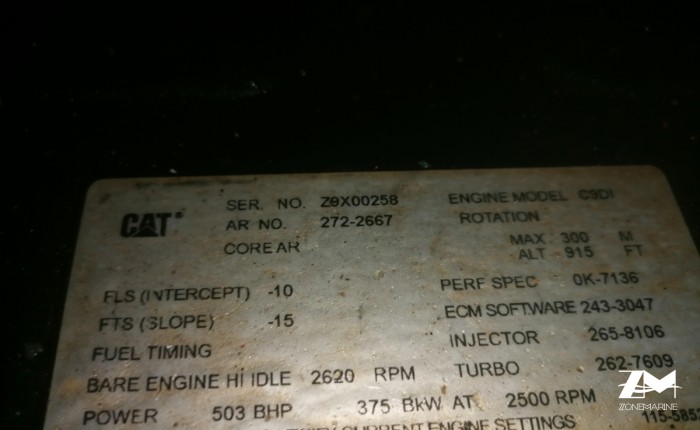 CAT
SER. NO. Z9X00258
ENGINE MODEL C9DI
AR NO. 272-2667
ROTATION
CORE AR
MAX 300 M
ALT 915 FT
FLS (INTERCEPT) -10
PERF SPEC 0K-7136
FTS (SLOPE) -15
ECM SOFTWARE 243-3047
FUEL TIMING
INJECTOR 265-8106
BARE ENGINE HI IDLE 2620 RPM
TURBO 262-7609
POWER 503 BHP 375 BkW AT 2500 RPM
CURRENT ENGINE SETTINGS
ZM
ZONEMARINE